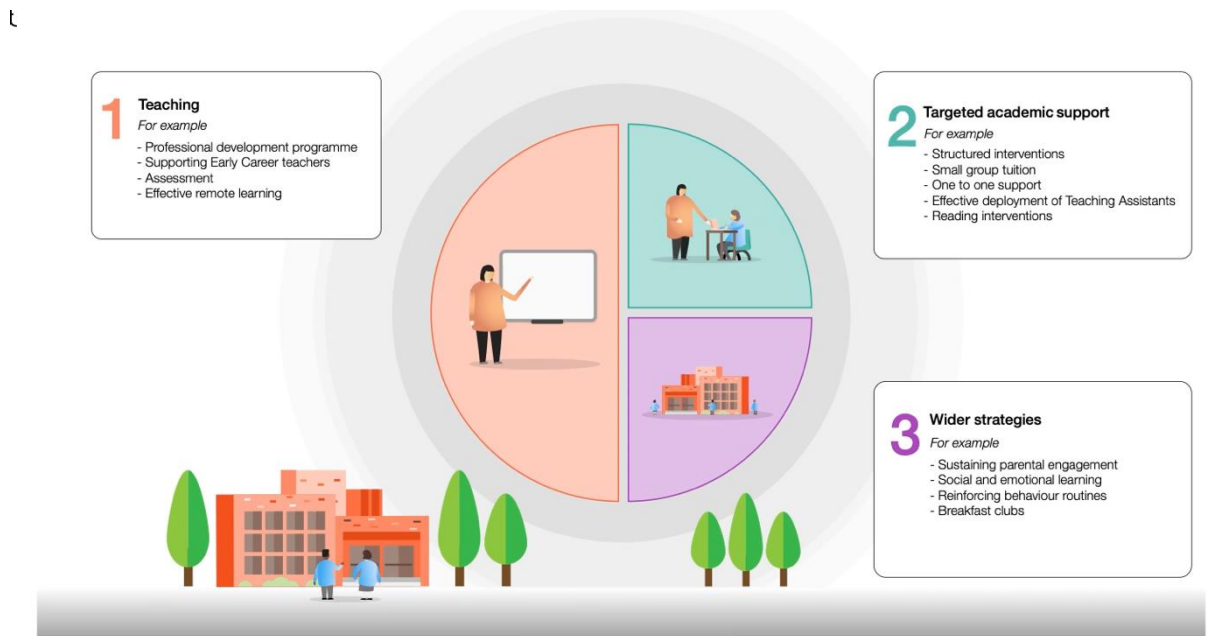 t
1
Teaching
For example
- Professional development programme
- Supporting Early Career teachers
- Assessment
- Effective remote learning
2
Targeted academic support
For example
- Structured interventions
- Small group tuition
- One to one support
- Effective deployment of Teaching Assistants
- Reading interventions
3
Wider strategies
For example
- Sustaining parental engagement
- Social and emotional learning
- Reinforcing behaviour routines
- Breakfast clubs